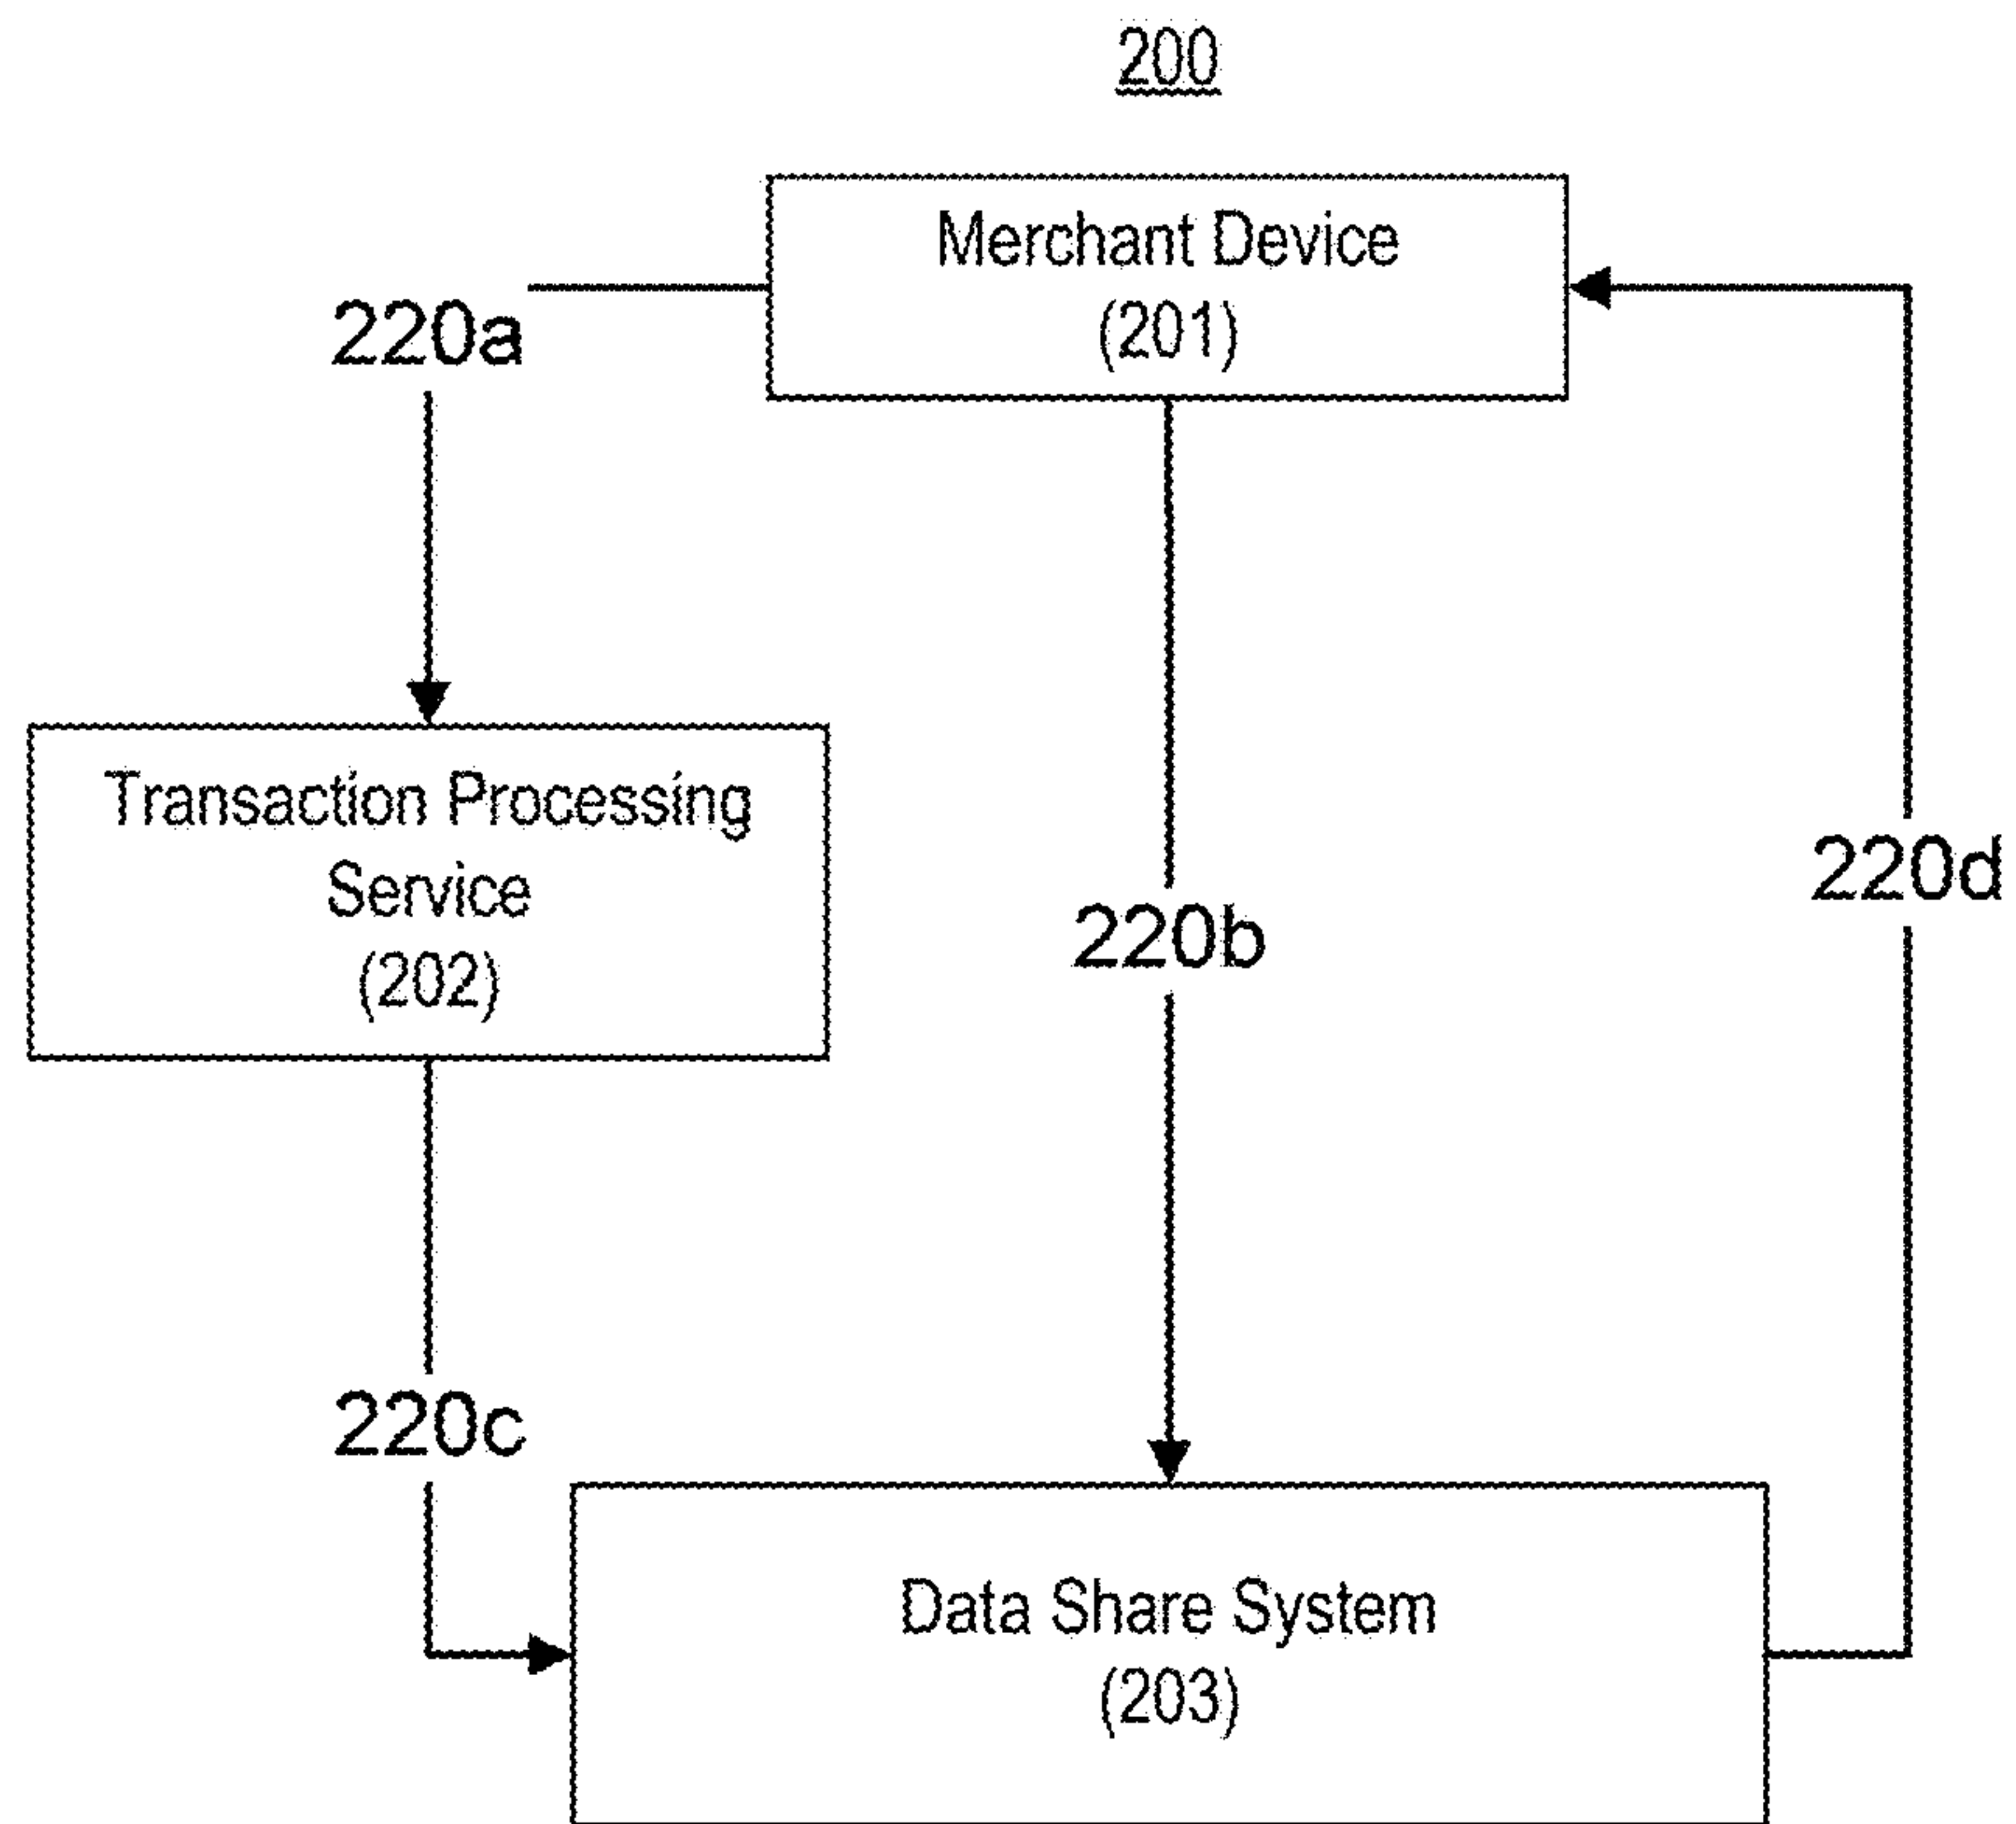 200
Merchant Device
(201)
220a
Transaction Processing
Service
(202)
220b
220d
220c
Data Share System
(203)